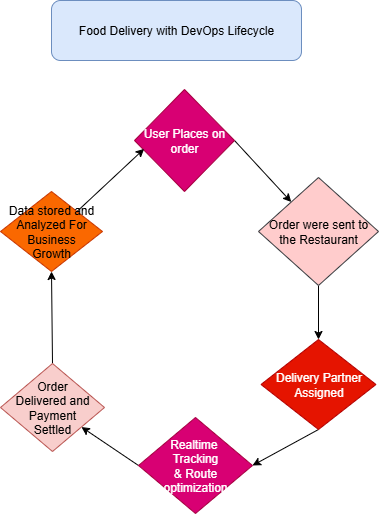 Food Delivery with DevOps Lifecycle
User Places on
order
Order were sent to
the Restaurant
Delivery Partner
Assigned
Realtime
Tracking
& Route
optimization
Order
Delivered and
Payment
Settled
Data stored and
Analyzed For
Business
Growth